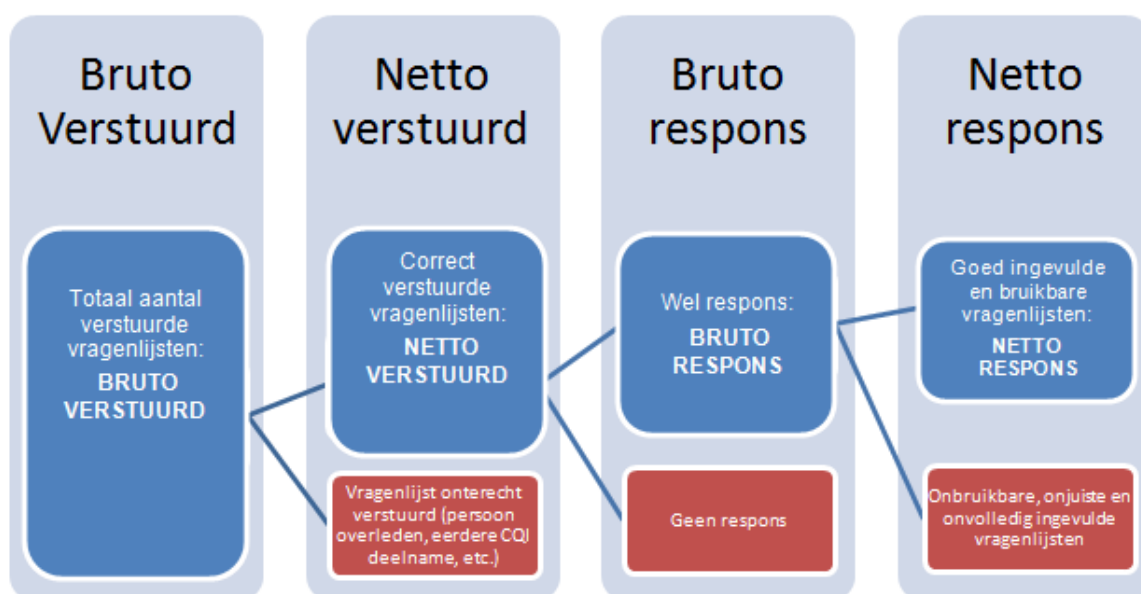 Bruto
Verstuurd
Totaal aantal
verstuurde
vragenlijsten:
BRUTO
VERSTUURD
Netto
verstuurd
Correct
verstuurde
vragenlijsten:
NETTO
VERSTUURD
Vragenlijst onterecht
verstuurd (persoon
overleden, eerdere CQI
deelname, etc.)
Bruto
respons
Wel respons:
BRUTO
RESPONS
Geen respons
Netto
respons
Goed ingevulde
en bruikbare
vragenlijsten:
NETTO
RESPONS
Onbruikbare, onjuiste en
onvolledig ingevulde
vragenlijsten